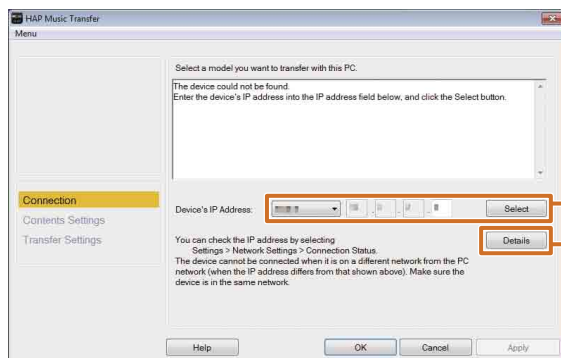 HAP Music Transfer
Menu
Select a model you want to transfer with this PC.
The device could not be found.
Enter the device's IP address into the IP address field below, and click the Select button.
Connection
Contents Settings
Transfer Settings
Device's IP Address:
Select
You can check the IP address by selecting
Settings > Network Settings > Connection Status.
Details
The device cannot be connected when it is on a different network from the PC
network (when the IP address differs from that shown above). Make sure the
device is in the same network.
Help
OK
Cancel
Apply